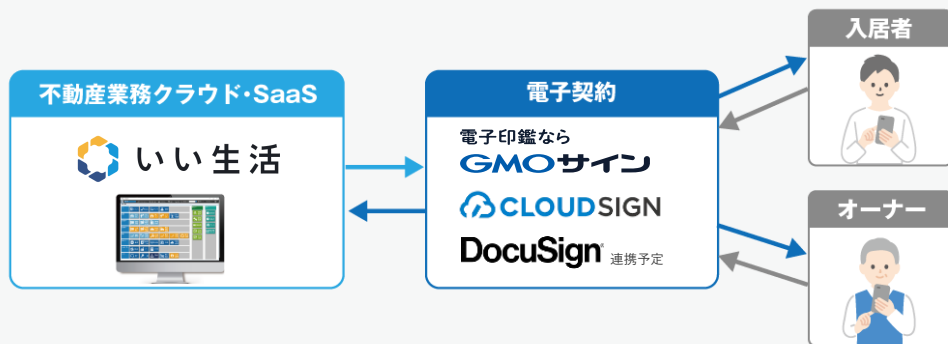 不動産業務クラウド・SaaS
いい生活
電子契約
電子印鑑なら
GMOサイン
CLOUDSIGN
DocuSign 連携予定
入居者
オーナー